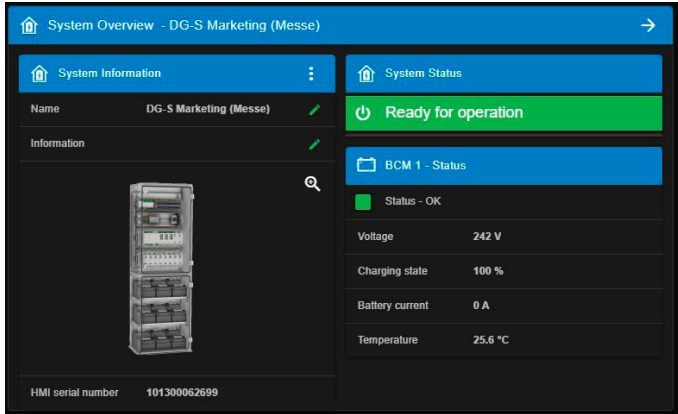 System Overview - DG-S Marketing (Messe)
System Information
Name DG-S Marketing (Messe)
Information
HMI serial number 101300062699
System Status
Ready for operation
BCM 1 - Status
Status - OK
Voltage 242 V
Charging state 100 %
Battery current 0 A
Temperature 25.6 °C